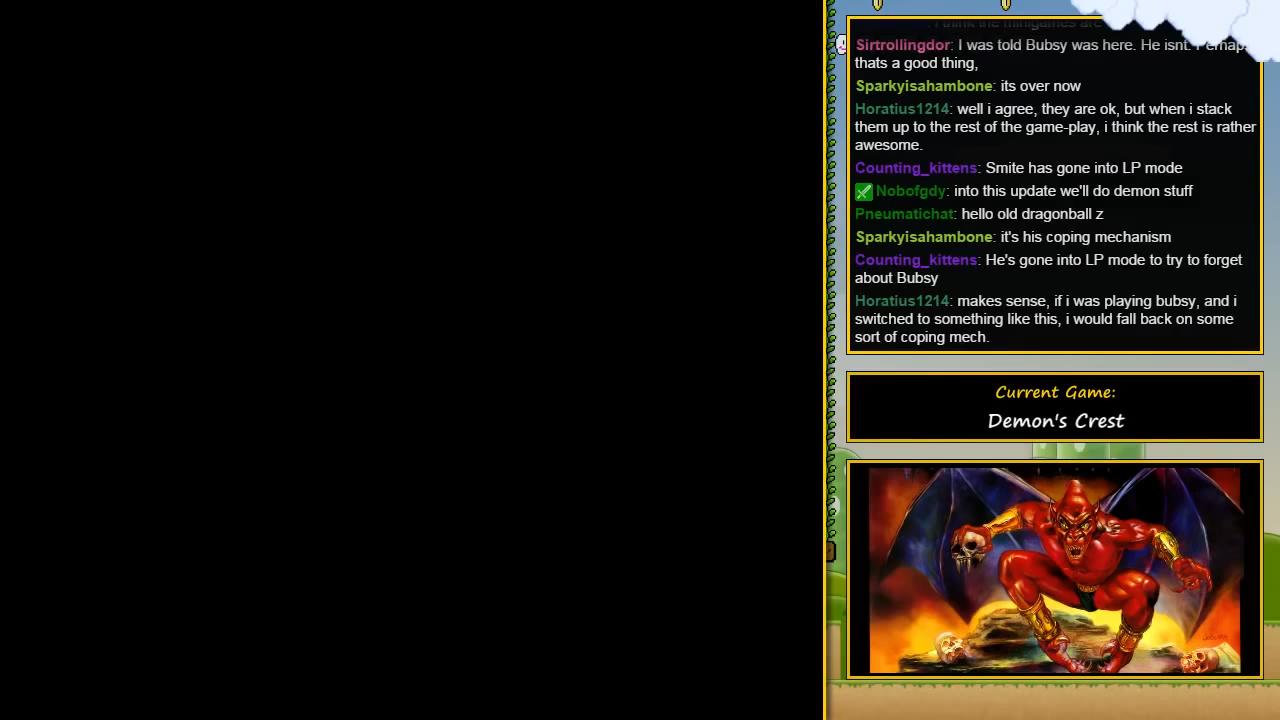 I think the minigames are
Sirtrollingdor: I was told Bubsy was here. He isnt. Perhaps
thats a good thing,
Sparkyisahambone: its over now
Horatius1214: well i agree, they are ok, but when i stack
them up to the rest of the game-play, i think the rest is rather
awesome.
Counting_kittens: Smite has gone into LP mode
Nobofgdy: into this update we'll do demon stuff
Pneumatichat: hello old dragonball z
Sparkyisahambone: it's his coping mechanism
Counting_kittens: He's gone into LP mode to try to forget
about Bubsy
Horatius1214: makes sense, if i was playing bubsy, and i
switched to something like this, i would fall back on some
sort of coping mech.
Current Game:
Demon's Crest